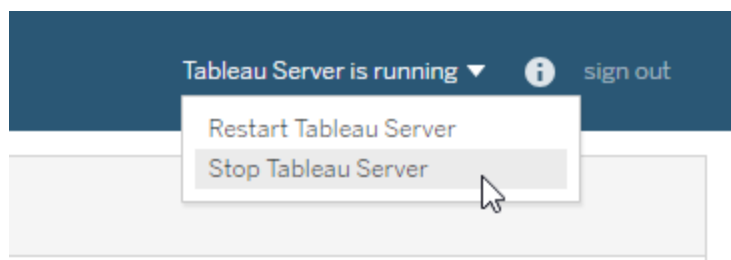 Tableau Server is running sign out
Restart Tableau Server
Stop Tableau Server